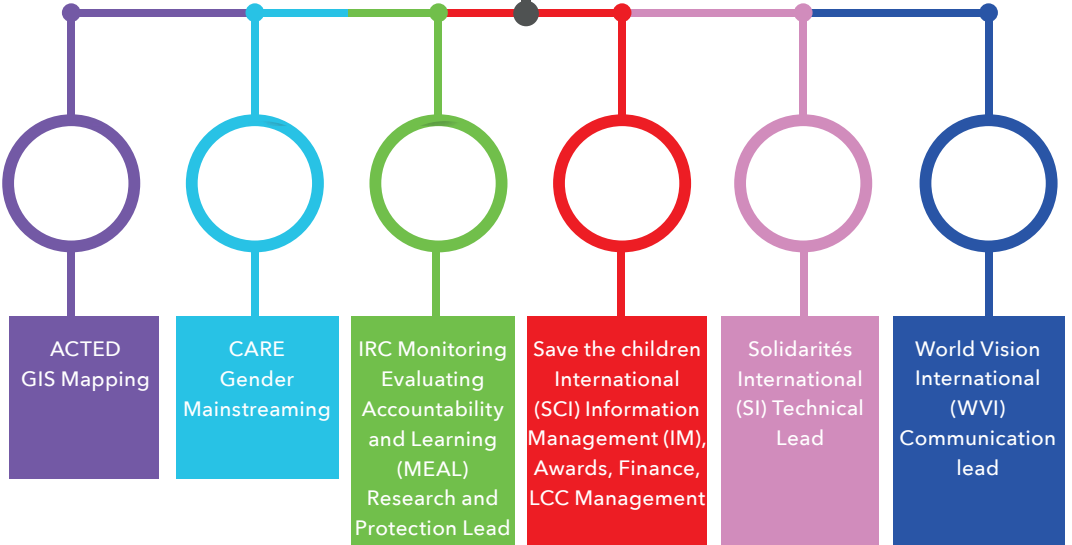 ACTED
GIS Mapping
CARE
Gender
Mainstreaming
IRC Monitoring
Evaluating
Accountability
and Learning
(MEAL)
Research and
Protection Lead
Save the children
International
(SCI) Information
Management (IM),
Awards, Finance,
LCC Management
Solidarités
International
(SI) Technical
Lead
World Vision
International
(WVI)
Communication
lead